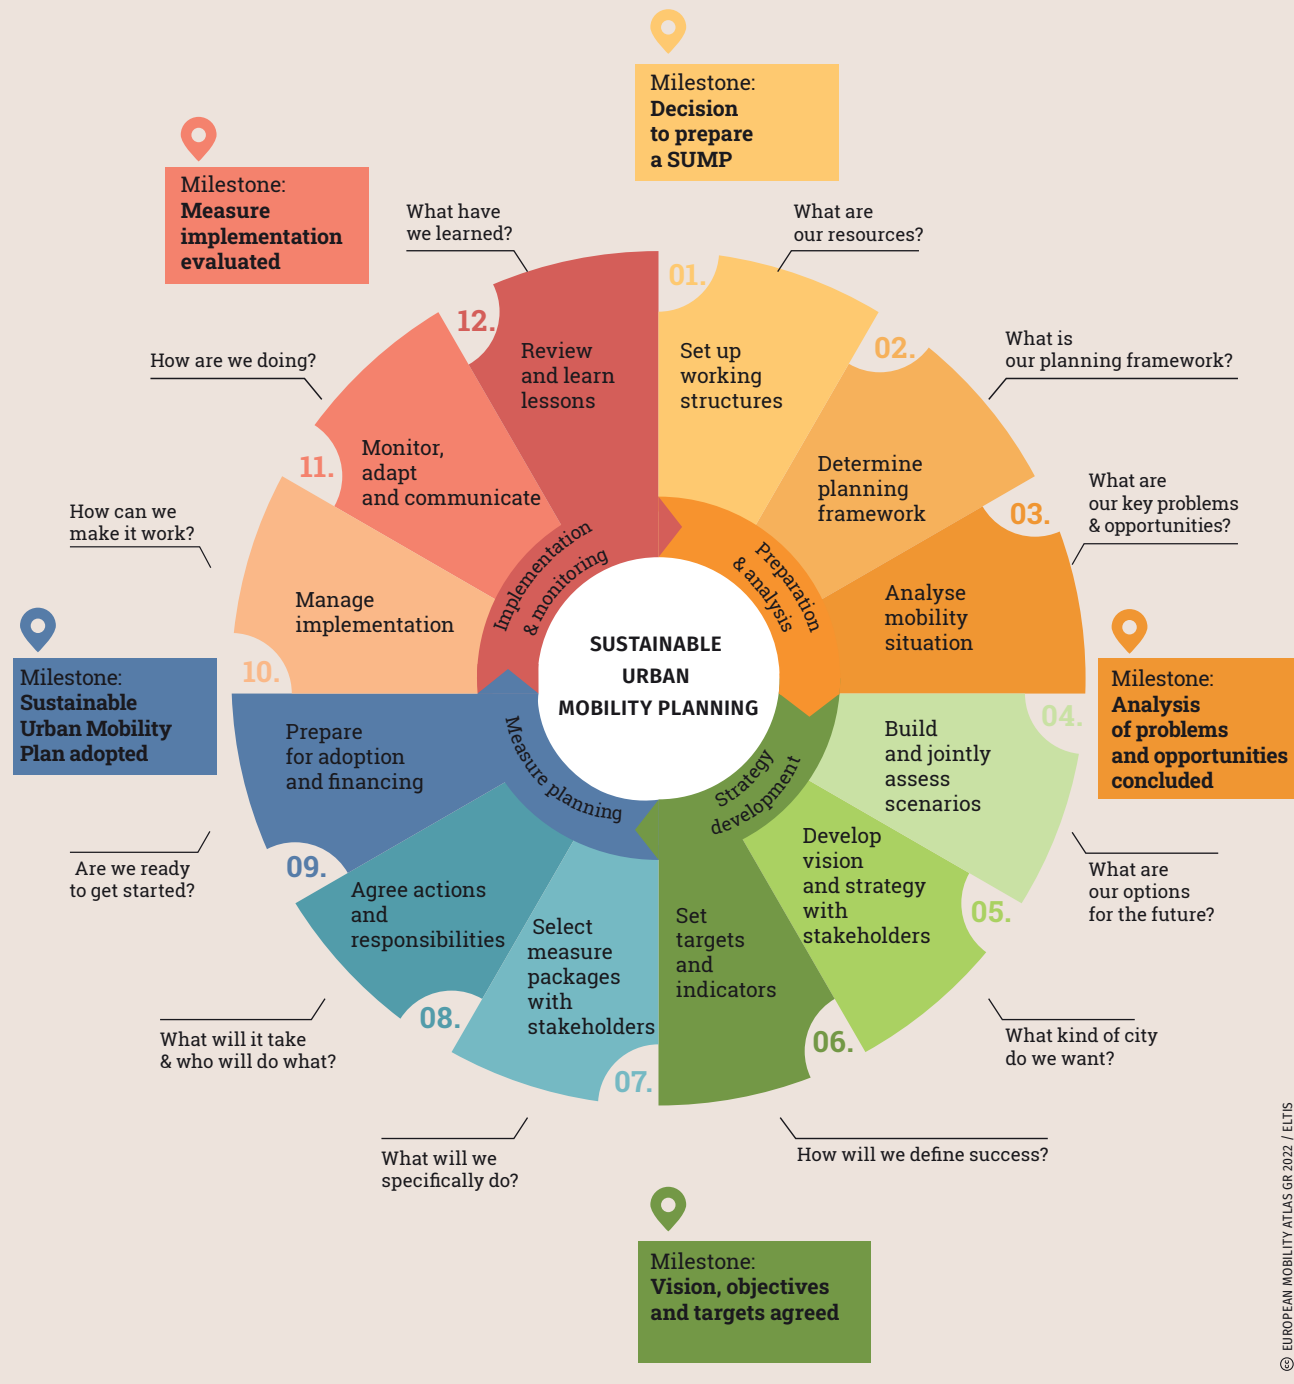 Milestone:
Decision
to prepare
a SUMP
Milestone:
Measure
implementation
evaluated
What have
we learned?
What are
our resources?
01.
12.
Review
and learn
lessons
Set up
working
structures
02.
What is
our planning framework?
How are we doing?
11.
Monitor,
adapt
and communicate
Determine
planning
framework
03.
What are
our key problems
& opportunities?
How can we
make it work?
Manage
implementation
10.
Analyse
mobility
situation
Implementation
& monitoring
Preparation
& analysis
SUSTAINABLE
URBAN
MOBILITY PLANNING
Milestone:
Sustainable
Urban Mobility
Plan adopted
Milestone:
Analysis
of problems
and opportunities
concluded
04.
Build
and jointly
assess
scenarios
Prepare
for adoption
and financing
Measure planning
Strategy
development
09.
Are we ready
to get started?
Agree actions
and
responsibilities
Develop
vision
and strategy
with
stakeholders
05.
What are
our options
for the future?
Select
measure
packages
with
stakeholders
Set
targets
and
indicators
08.
07.
06.
What will it take
& who will do what?
What kind of city
do we want?
What will we
specifically do?
How will we define success?
Milestone:
Vision, objectives
and targets agreed
cc EUROPEAN MOBILITY ATLAS GR 2022 / ELTIS